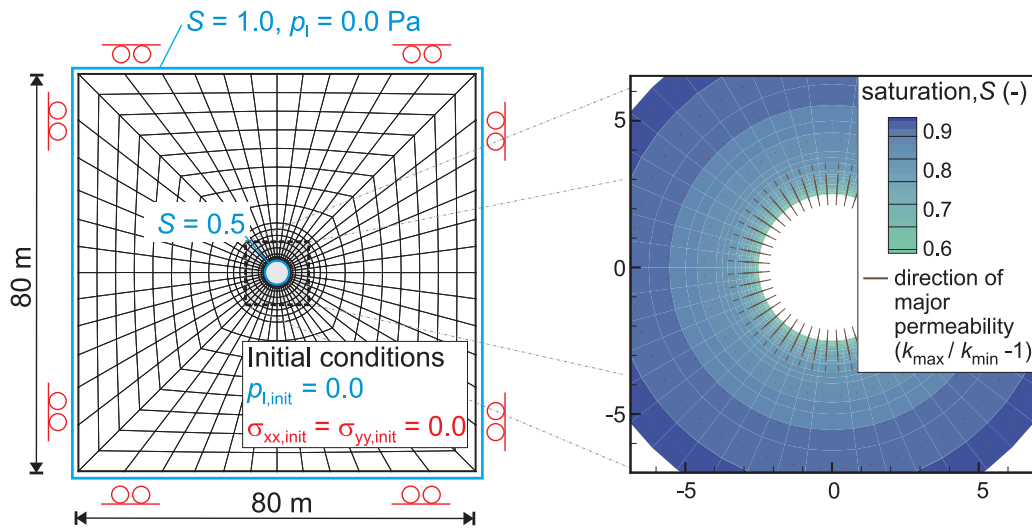 S = 1.0, pl = 0.0 Pa
S = 0.5
80 m
Initial conditions
pl,init = 0.0
σxx,init = σyy,init = 0.0
80 m
saturation, S (-)
0.9
0.8
0.7
0.6
direction of
major
permeability
(kmax / kmin -1)
5
0
-5
-5
0
5